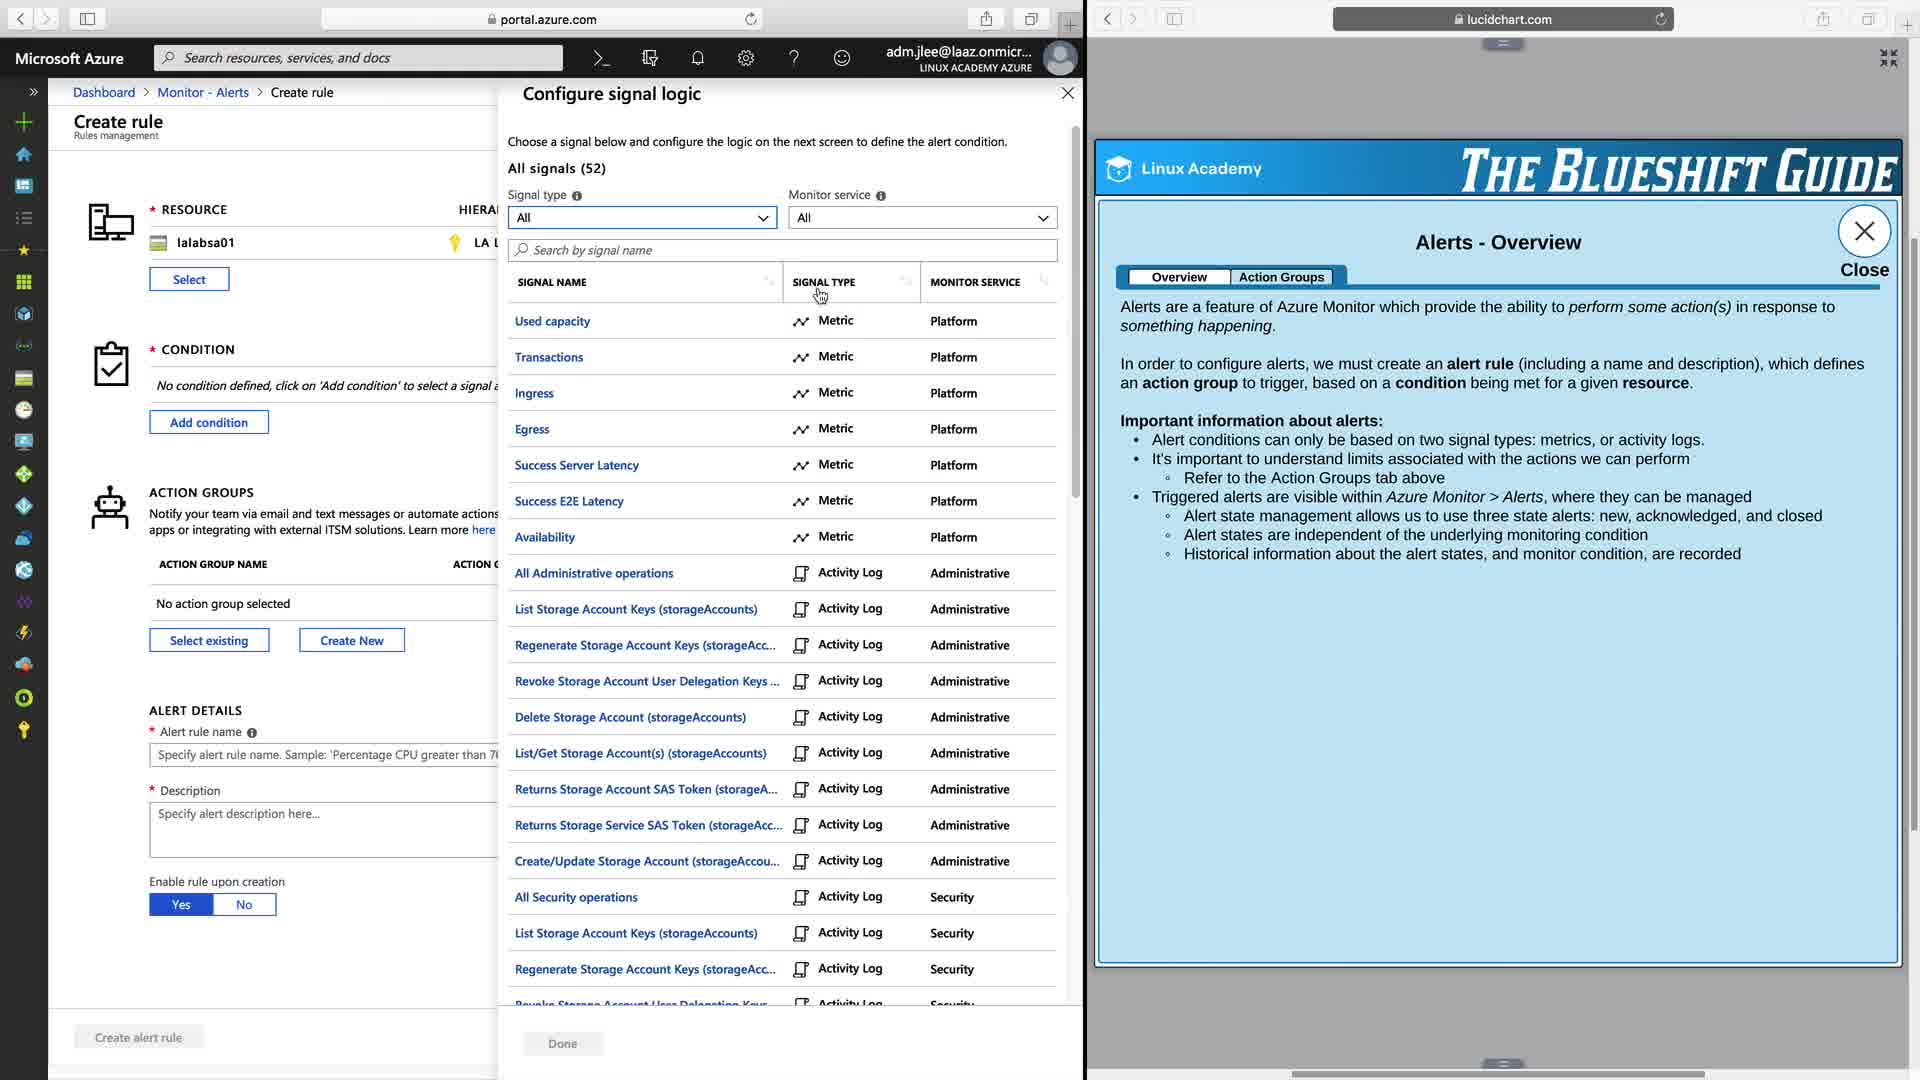 portal.azure.com
Microsoft Azure
Search resources, services, and docs
adm.jlee@laaz.onmicr...
LINUX ACADEMY AZURE
Dashboard > Monitor - Alerts > Create rule
Create rule
Rules management
* RESOURCE
HIERAR
lalabsa01
LA L
Select
* CONDITION
No condition defined, click on 'Add condition' to select a signal a
Add condition
ACTION GROUPS
Notify your team via email and text messages or automate actions
apps or integrating with external ITSM solutions. Learn more here
ACTION GROUP NAME
ACTION G
No action group selected
Select existing
Create New
ALERT DETAILS
* Alert rule name
Specify alert rule name. Sample: 'Percentage CPU greater than 70
* Description
Specify alert description here...
Enable rule upon creation
Yes
No
Create alert rule
Configure signal logic
Choose a signal below and configure the logic on the next screen to define the alert condition.
All signals (52)
Signal type
Monitor service
All
All
Search by signal name
SIGNAL NAME SIGNAL TYPE MONITOR SERVICE
Used capacity Metric Platform
Transactions Metric Platform
Ingress Metric Platform
Egress Metric Platform
Success Server Latency Metric Platform
Success E2E Latency Metric Platform
Availability Metric Platform
All Administrative operations Activity Log Administrative
List Storage Account Keys (storageAccounts) Activity Log Administrative
Regenerate Storage Account Keys (storageAcc... Activity Log Administrative
Revoke Storage Account User Delegation Keys ... Activity Log Administrative
Delete Storage Account (storageAccounts) Activity Log Administrative
List/Get Storage Account(s) (storageAccounts) Activity Log Administrative
Returns Storage Account SAS Token (storageA... Activity Log Administrative
Returns Storage Service SAS Token (storageAcc... Activity Log Administrative
Create/Update Storage Account (storageAccou... Activity Log Administrative
All Security operations Activity Log Security
List Storage Account Keys (storageAccounts) Activity Log Security
Regenerate Storage Account Keys (storageAcc... Activity Log Security
Revoke Storage Account User Delegation Keys Activity Log Security
Done
lucidchart.com
Linux Academy
THE BLUESHIFT GUIDE
Alerts - Overview
Close
Overview
Action Groups
Alerts are a feature of Azure Monitor which provide the ability to perform some action(s) in response to
something happening.
In order to configure alerts, we must create an alert rule (including a name and description), which defines
an action group to trigger, based on a condition being met for a given resource.
Important information about alerts:
• Alert conditions can only be based on two signal types: metrics, or activity logs.
• It's important to understand limits associated with the actions we can perform
◦ Refer to the Action Groups tab above
• Triggered alerts are visible within Azure Monitor > Alerts, where they can be managed
◦ Alert state management allows us to use three state alerts: new, acknowledged, and closed
◦ Alert states are independent of the underlying monitoring condition
◦ Historical information about the alert states, and monitor condition, are recorded